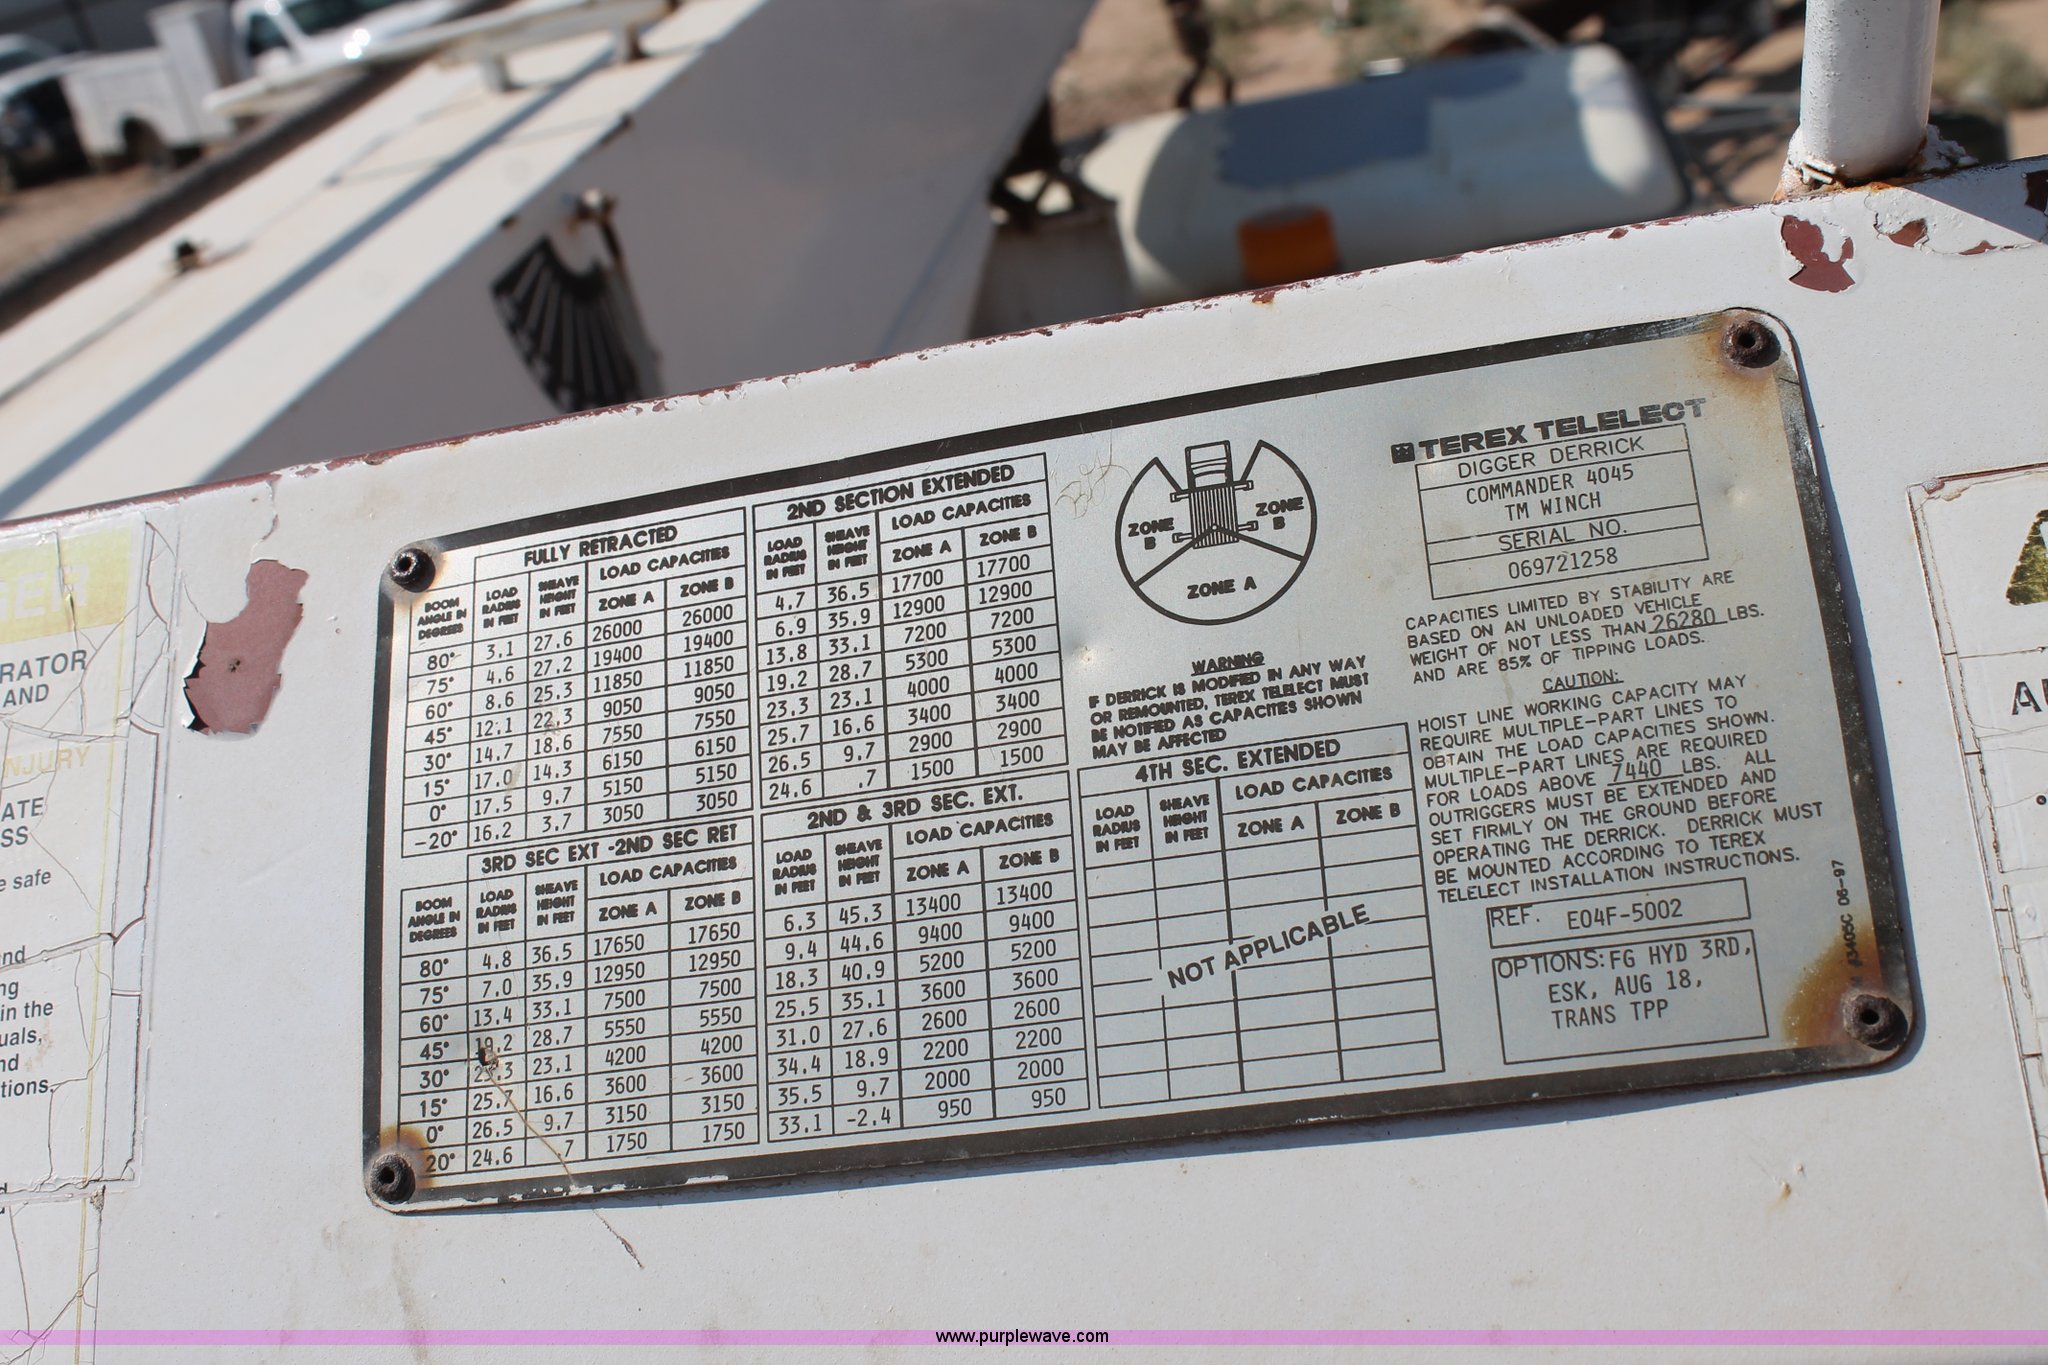 GER
RATOR
AND
NJURY
ATE
SS
e safe
and
ng
in the
uals,
nd
tions.
FULLY RETRACTED
BOOM ANGLE IN DEGREES LOAD RADIUS IN FEET SHEAVE HEIGHT IN FEET LOAD CAPACITIES
ZONE A ZONE B
80° 3.1 27.6 26000 26000
75° 4.6 27.2 19400 19400
60° 8.6 25.3 11850 11850
45° 12.1 22.3 9050 9050
30° 14.7 18.6 7550 7550
15° 17.0 14.3 6150 6150
0° 17.5 9.7 5150 5150
-20° 16.2 3.7 3050 3050
2ND SECTION EXTENDED
LOAD RADIUS IN FEET SHEAVE HEIGHT IN FEET LOAD CAPACITIES
ZONE A ZONE B
4.7 36.5 17700 17700
6.9 35.9 12900 12900
13.8 33.1 7200 7200
19.2 28.7 5300 5300
23.3 23.1 4000 4000
25.7 16.6 3400 3400
26.5 9.7 2900 2900
24.6 .7 1500 1500
3RD SEC EXT -2ND SEC RET
BOOM ANGLE IN DEGREES LOAD RADIUS IN FEET SHEAVE HEIGHT IN FEET LOAD CAPACITIES
ZONE A ZONE B
80° 4.8 36.5 17650 17650
75° 7.0 35.9 12950 12950
60° 13.4 33.1 7500 7500
45° 19.2 28.7 5550 5550
30° 23.3 23.1 4200 4200
15° 25.7 16.6 3600 3600
0° 26.5 9.7 3150 3150
20° 24.6 .7 1750 1750
2ND & 3RD SEC. EXT.
LOAD RADIUS IN FEET SHEAVE HEIGHT IN FEET LOAD CAPACITIES
ZONE A ZONE B
6.3 45.3 13400 13400
9.4 44.6 9400 9400
18.3 40.9 5200 5200
25.5 35.1 3600 3600
31.0 27.6 2600 2600
34.4 18.9 2200 2200
35.5 9.7 2000 2000
33.1 -2.4 950 950
ZONE B
ZONE B
ZONE A
WARNING
IF DERRICK IS MODIFIED IN ANY WAY
OR REMOUNTED, TEREX TELELECT MUST
BE NOTIFIED AS CAPACITIES SHOWN
MAY BE AFFECTED
4TH SEC. EXTENDED
LOAD RADIUS IN FEET SHEAVE HEIGHT IN FEET LOAD CAPACITIES
ZONE A ZONE B
NOT APPLICABLE
TEREX TELELECT
DIGGER DERRICK
COMMANDER 4045
TM WINCH
SERIAL NO.
069721258
CAPACITIES LIMITED BY STABILITY ARE
BASED ON AN UNLOADED VEHICLE
WEIGHT OF NOT LESS THAN 26280 LBS.
AND ARE 85% OF TIPPING LOADS.
CAUTION:
HOIST LINE WORKING CAPACITY MAY
REQUIRE MULTIPLE-PART LINES TO
OBTAIN THE LOAD CAPACITIES SHOWN.
MULTIPLE-PART LINES ARE REQUIRED
FOR LOADS ABOVE 7440 LBS. ALL
OUTRIGGERS MUST BE EXTENDED AND
SET FIRMLY ON THE GROUND BEFORE
OPERATING THE DERRICK. DERRICK MUST
BE MOUNTED ACCORDING TO TEREX
TELELECT INSTALLATION INSTRUCTIONS.
REF. E04F-5002
OPTIONS: FG HYD 3RD,
ESK, AUG 18,
TRANS TPP
#3405C 06-97
www.purplewave.com